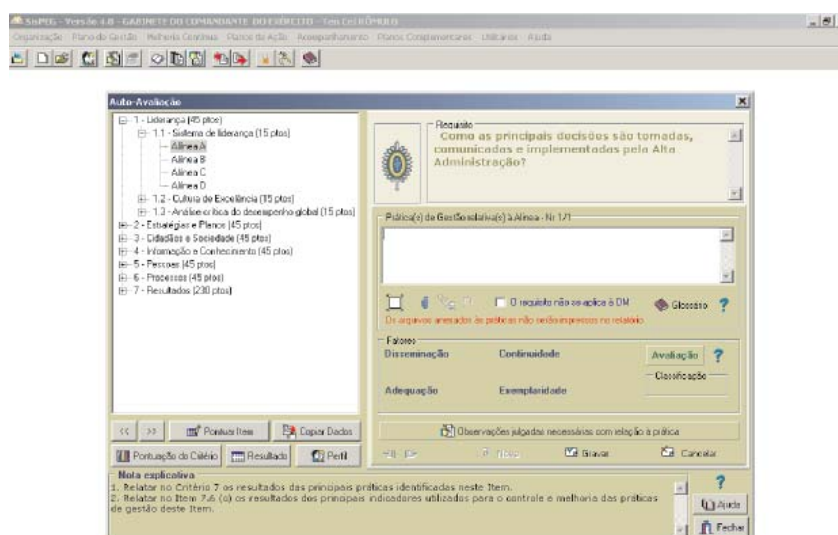 SisPEG - Versão 4.0 - GABINETE DO COMANDANTE DO EXÉRCITO - Ten Cel RÔMULO
Organização Plano de Gestão Melhoria Contínua Planos de Ação Acompanhamento Planos Complementares Utilitários Ajuda
Auto-Avaliação
1 - Liderança (45 ptos)
1.1 - Sistema de liderança (15 ptos)
Alínea A
Alínea B
Alínea C
Alínea D
1.2 - Cultura de Excelência (15 ptos)
1.3 - Análise crítica do desempenho global (15 ptos)
2 - Estratégias e Planos (45 ptos)
3 - Cidadãos e Sociedade (45 ptos)
4 - Informação e Conhecimento (45 ptos)
5 - Pessoas (45 ptos)
6 - Processos (45 ptos)
7 - Resultados (230 ptos)
<< >> Pontuar Item Copiar Dados
Pontuação do Critério Resultado Perfil
Requisito
Como as principais decisões são tomadas,
comunicadas e implementadas pela Alta
Administração?
Prática(s) de Gestão relativa(s) à Alínea - Nr 1/1
O requisito não se aplica à OM Glossário ?
Os arquivos anexados às práticas não serão impressos no relatório.
Fatores
Disseminação Continuidade Avaliação ?
Classificação
Adequação Exemplaridade
Observações julgadas necessárias com relação à prática
Nova Gravar Cancelar
Nota explicativa
1. Relatar no Critério 7 os resultados das principais práticas identificadas neste Item.
2. Relatar no Item 7.6 (c) os resultados dos principais indicadores utilizados para o controle e melhoria das práticas
de gestão deste Item.
?
Ajuda
Fechar